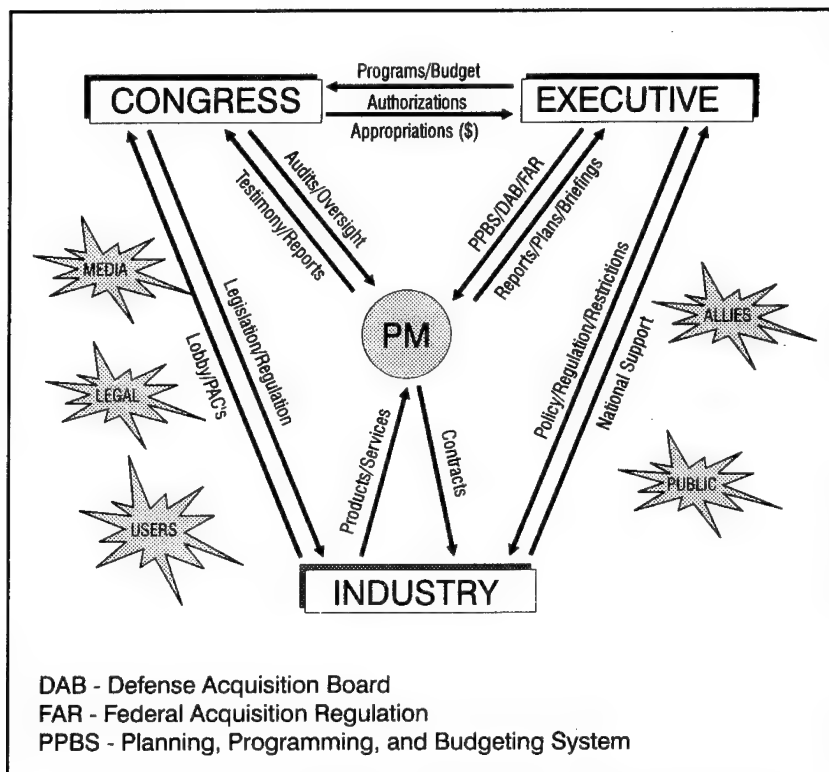 Programs/Budget
CONGRESS
EXECUTIVE
Authorizations
Appropriations ($)
Audits/Oversight
Testimony/Reports
PPBS/DAB/FAR
Reports/Plans/Briefings
MEDIA
LEGAL
USERS
Legislation/Regulation
Lobby/PAC's
PM
Policy/Regulation/Restrictions
National Support
ALLIES
PUBLIC
Products/Services
Contracts
INDUSTRY
DAB - Defense Acquisition Board
FAR - Federal Acquisition Regulation
PPBS - Planning, Programming, and Budgeting System